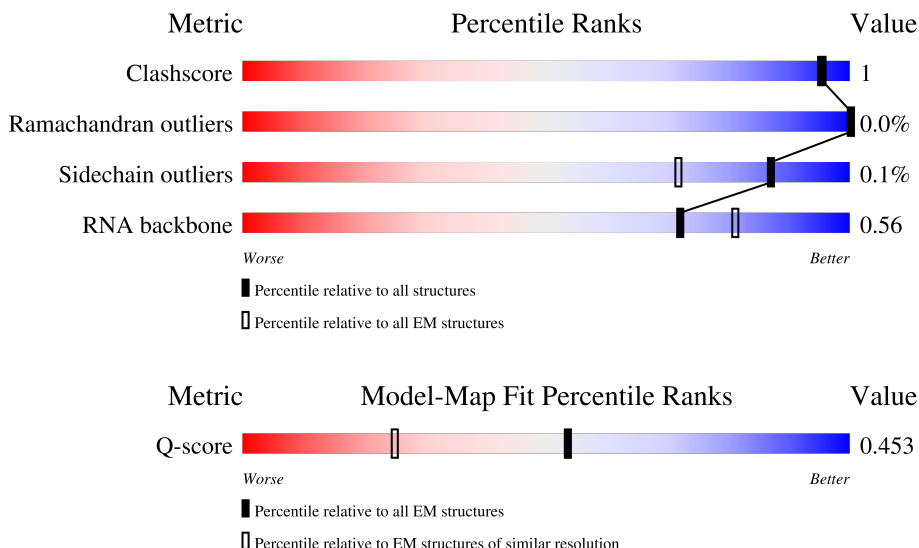 Metric Percentile Ranks Value
Clashscore 1
Ramachandran outliers 0.0%
Sidechain outliers 0.1%
RNA backbone 0.56
Worse Better
Percentile relative to all structures
Percentile relative to all EM structures
Metric Model-Map Fit Percentile Ranks Value
Q-score 0.453
Worse Better
Percentile relative to all EM structures
Percentile relative to EM structures of similar resolution